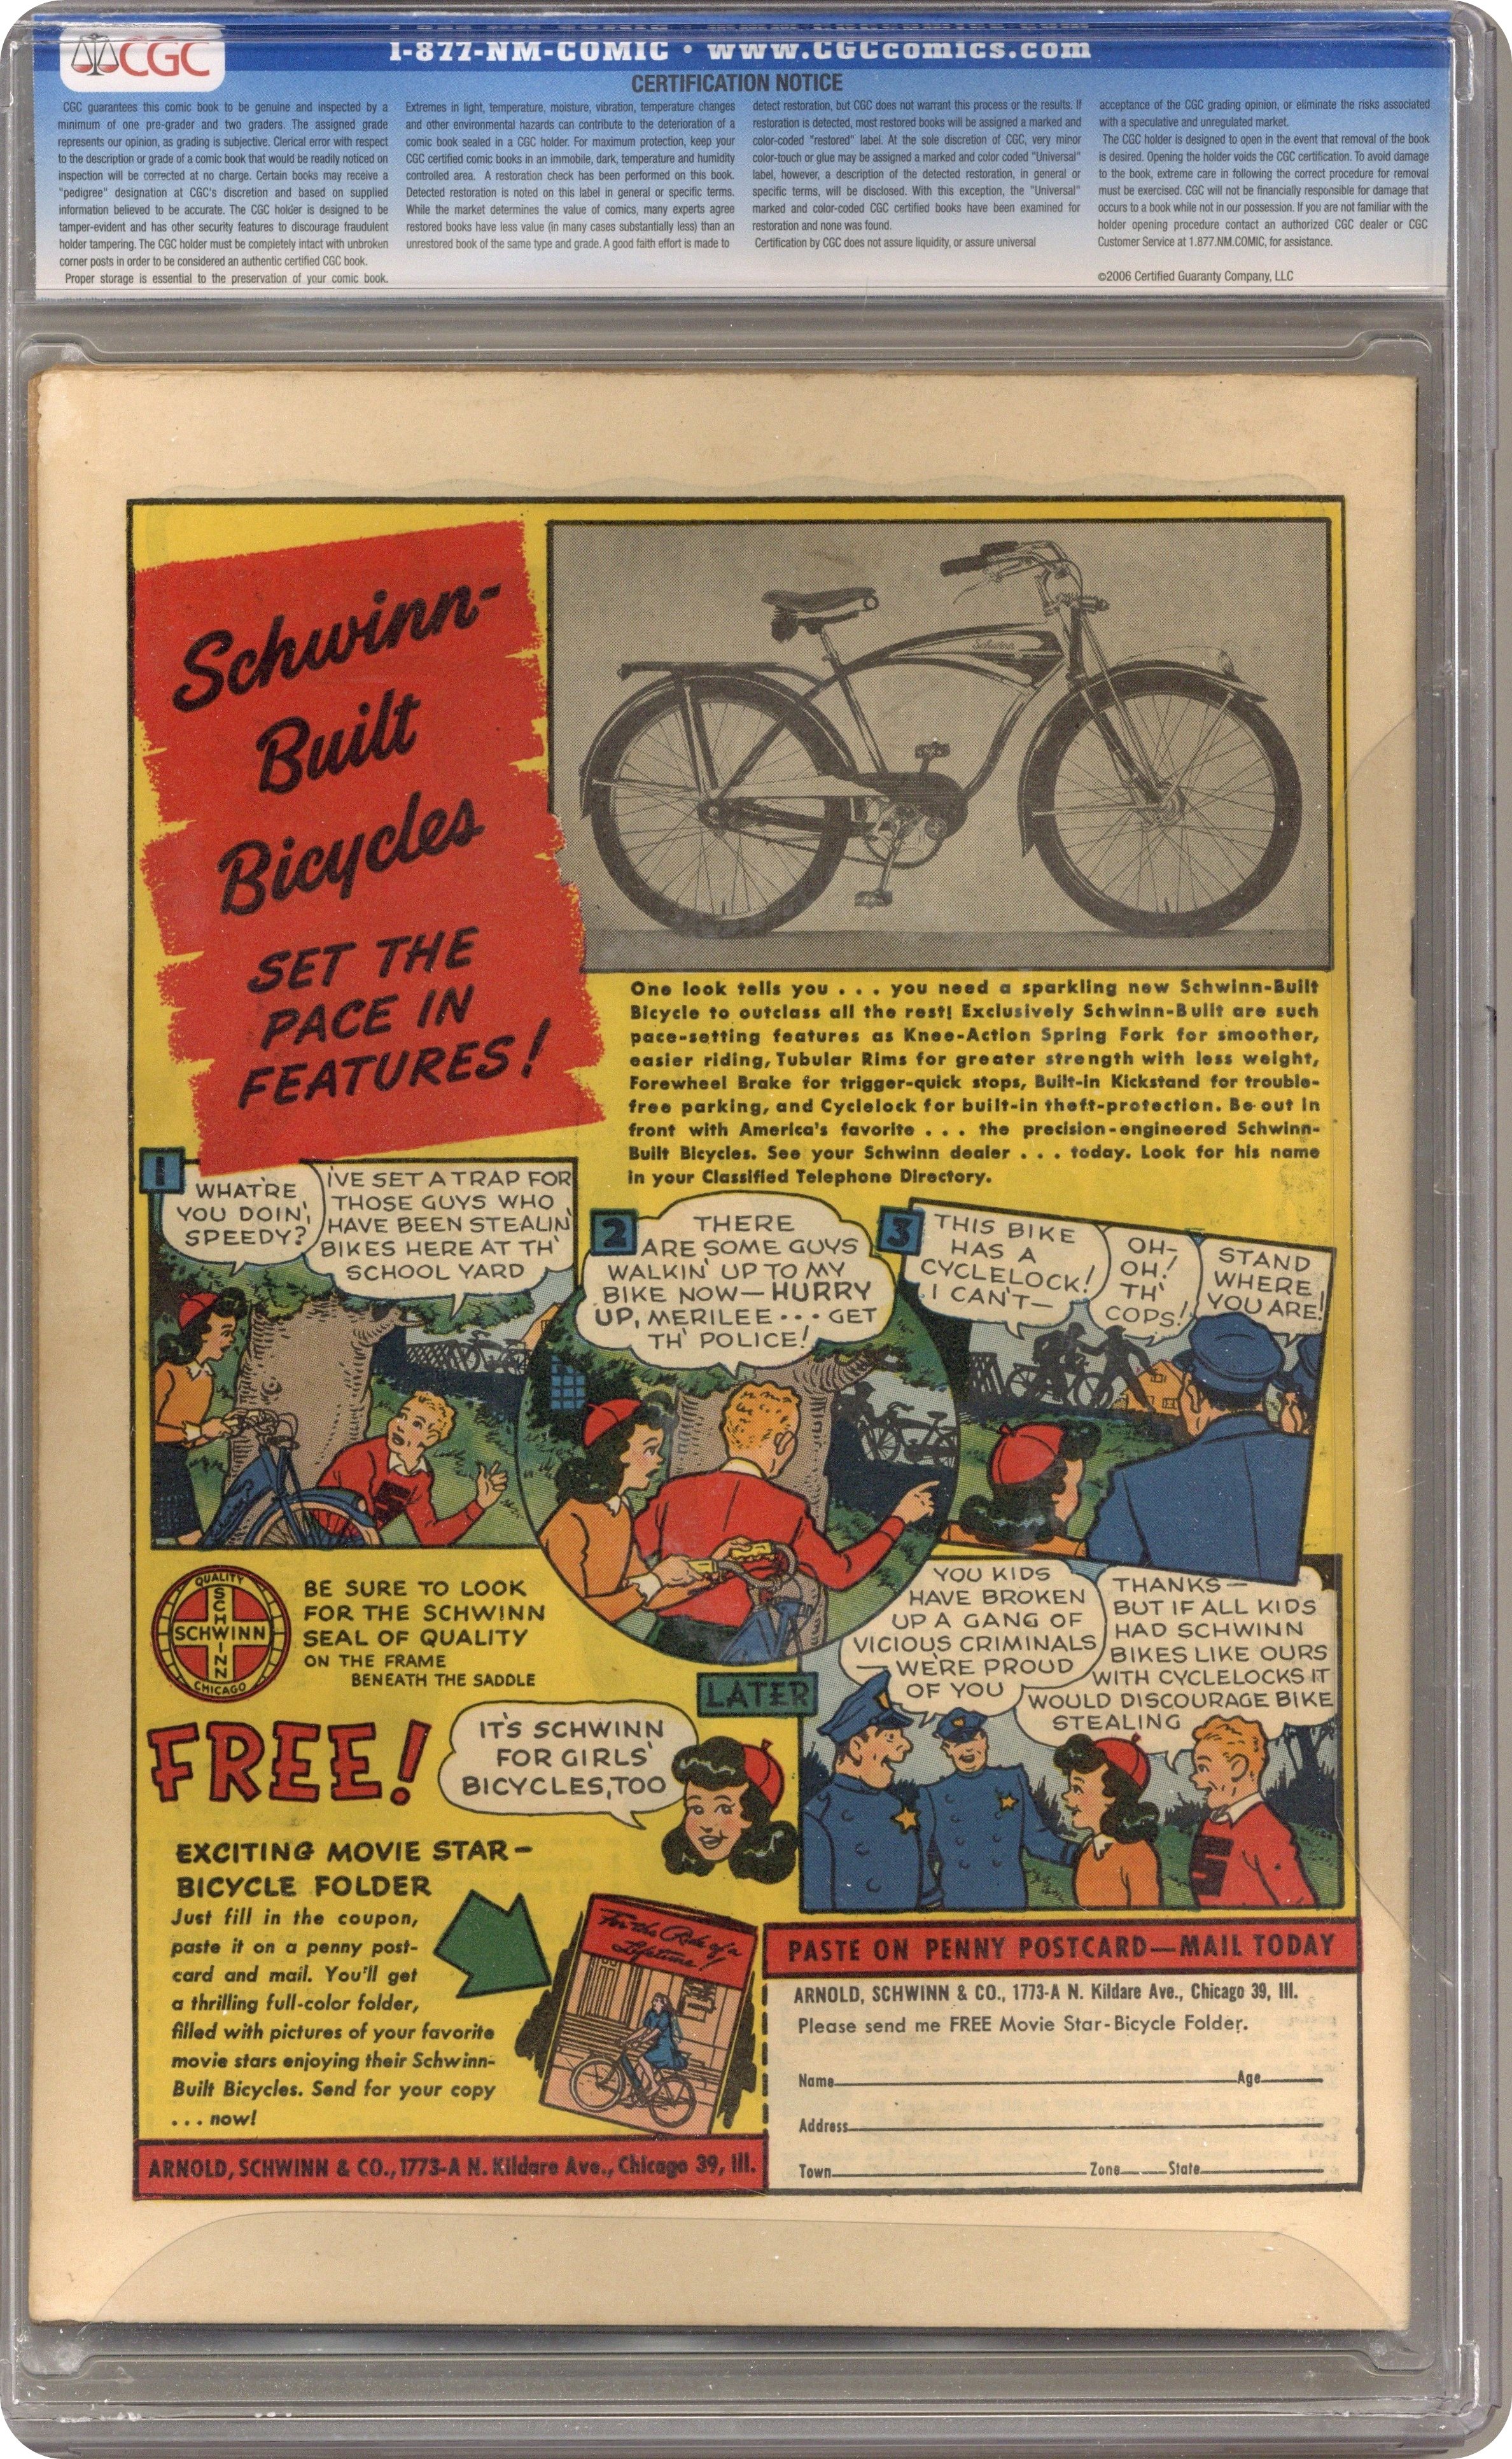 CGC
1-877-NM-COMIC • www.CGCcomics.com
CERTIFICATION NOTICE
CGC guarantees this comic book to be genuine and inspected by a
minimum of one pre-grader and two graders. The assigned grade
represents our opinion, as grading is subjective. Clerical error with respect
to the description or grade of a comic book that would be readily noticed on
inspection will be corrected at no charge. Certain books may receive a
"pedigree" designation at CGC's discretion and based on supplied
information believed to be accurate. The CGC holder is designed to be
tamper-evident and has other security features to discourage fraudulent
holder tampering. The CGC holder must be completely intact with unbroken
corner posts in order to be considered an authentic certified CGC book.
Proper storage is essential to the preservation of your comic book.
Extremes in light, temperature, moisture, vibration, temperature changes
and other environmental hazards can contribute to the deterioration of a
comic book sealed in a CGC holder. For maximum protection, keep your
CGC certified comic books in an immobile, dark, temperature and humidity
controlled area. A restoration check has been performed on this book.
Detected restoration is noted on this label in general or specific terms.
While the market determines the value of comics, many experts agree
restored books have less value (in many cases substantially less) than an
unrestored book of the same type and grade. A good faith effort is made to
detect restoration, but CGC does not warrant this process or the results. If
restoration is detected, most restored books will be assigned a marked and
color-coded "restored" label. At the sole discretion of CGC, very minor
color-touch or glue may be assigned a marked and color coded "Universal"
label, however, a description of the detected restoration, in general or
specific terms, will be disclosed. With this exception, the "Universal"
marked and color-coded CGC certified books have been examined for
restoration and none was found.
Certification by CGC does not assure liquidity, or assure universal
acceptance of the CGC grading opinion, or eliminate the risks associated
with a speculative and unregulated market.
The CGC holder is designed to open in the event that removal of the book
is desired. Opening the holder voids the CGC certification. To avoid damage
to the book, extreme care in following the correct procedure for removal
must be exercised. CGC will not be financially responsible for damage that
occurs to a book while not in our possession. If you are not familiar with the
holder opening procedure contact an authorized CGC dealer or CGC
Customer Service at 1.877.NM.COMIC, for assistance.
©2006 Certified Guaranty Company, LLC
Schwinn-
Built
Bicycles
SET THE
PACE IN
FEATURES!
Schwinn
One look tells you . . . you need a sparkling new Schwinn-Built
Bicycle to outclass all the rest! Exclusively Schwinn-Built are such
pace-setting features as Knee-Action Spring Fork for smoother,
easier riding, Tubular Rims for greater strength with less weight,
Forewheel Brake for trigger-quick stops, Built-in Kickstand for trouble-
free parking, and Cyclelock for built-in theft-protection. Be out in
front with America's favorite . . . the precision-engineered Schwinn-
Built Bicycles. See your Schwinn dealer . . . today. Look for his name
in your Classified Telephone Directory.
1
WHAT'RE
YOU DOIN',
SPEEDY?
I'VE SET A TRAP FOR
THOSE GUYS WHO
HAVE BEEN STEALIN'
BIKES HERE AT TH'
SCHOOL YARD
2
THERE
ARE SOME GUYS
WALKIN' UP TO MY
BIKE NOW—HURRY
UP, MERILEE... GET
TH' POLICE!
3
THIS BIKE
HAS A
CYCLELOCK!
I CAN'T—
OH-
OH!
TH'
COPS!
STAND
WHERE
YOU ARE!
QUALITY
SCHWINN
SCHWINN
CHICAGO
BE SURE TO LOOK
FOR THE SCHWINN
SEAL OF QUALITY
ON THE FRAME
BENEATH THE SADDLE
LATER
YOU KIDS
HAVE BROKEN
UP A GANG OF
VICIOUS CRIMINALS
—WE'RE PROUD
OF YOU
THANKS—
BUT IF ALL KIDS
HAD SCHWINN
BIKES LIKE OURS
WITH CYCLELOCKS IT
WOULD DISCOURAGE BIKE
STEALING
FREE!
IT'S SCHWINN
FOR GIRLS'
BICYCLES, TOO
EXCITING MOVIE STAR-
BICYCLE FOLDER
Just fill in the coupon,
paste it on a penny post-
card and mail. You'll get
a thrilling full-color folder,
filled with pictures of your favorite
movie stars enjoying their Schwinn-
Built Bicycles. Send for your copy
. . . now!
For the Ride of a
Lifetime!
ARNOLD, SCHWINN & CO., 1773-A N. Kildare Ave., Chicago 39, Ill.
PASTE ON PENNY POSTCARD—MAIL TODAY
ARNOLD, SCHWINN & CO., 1773-A N. Kildare Ave., Chicago 39, Ill.
Please send me FREE Movie Star-Bicycle Folder.
Name Age
Address
Town Zone State